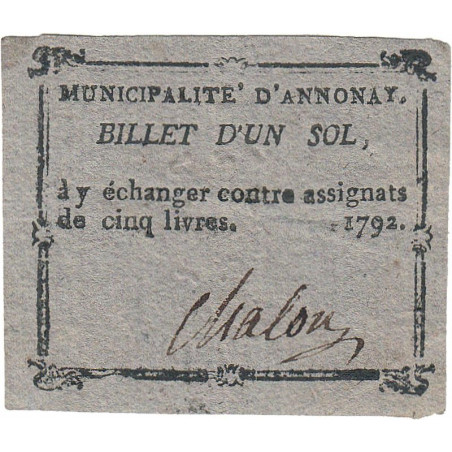 MUNICIPALITE' D'ANNONAY.
BILLET D'UN SOL,
à y échanger contre assignats
de cinq livres. 1792.
Chalon